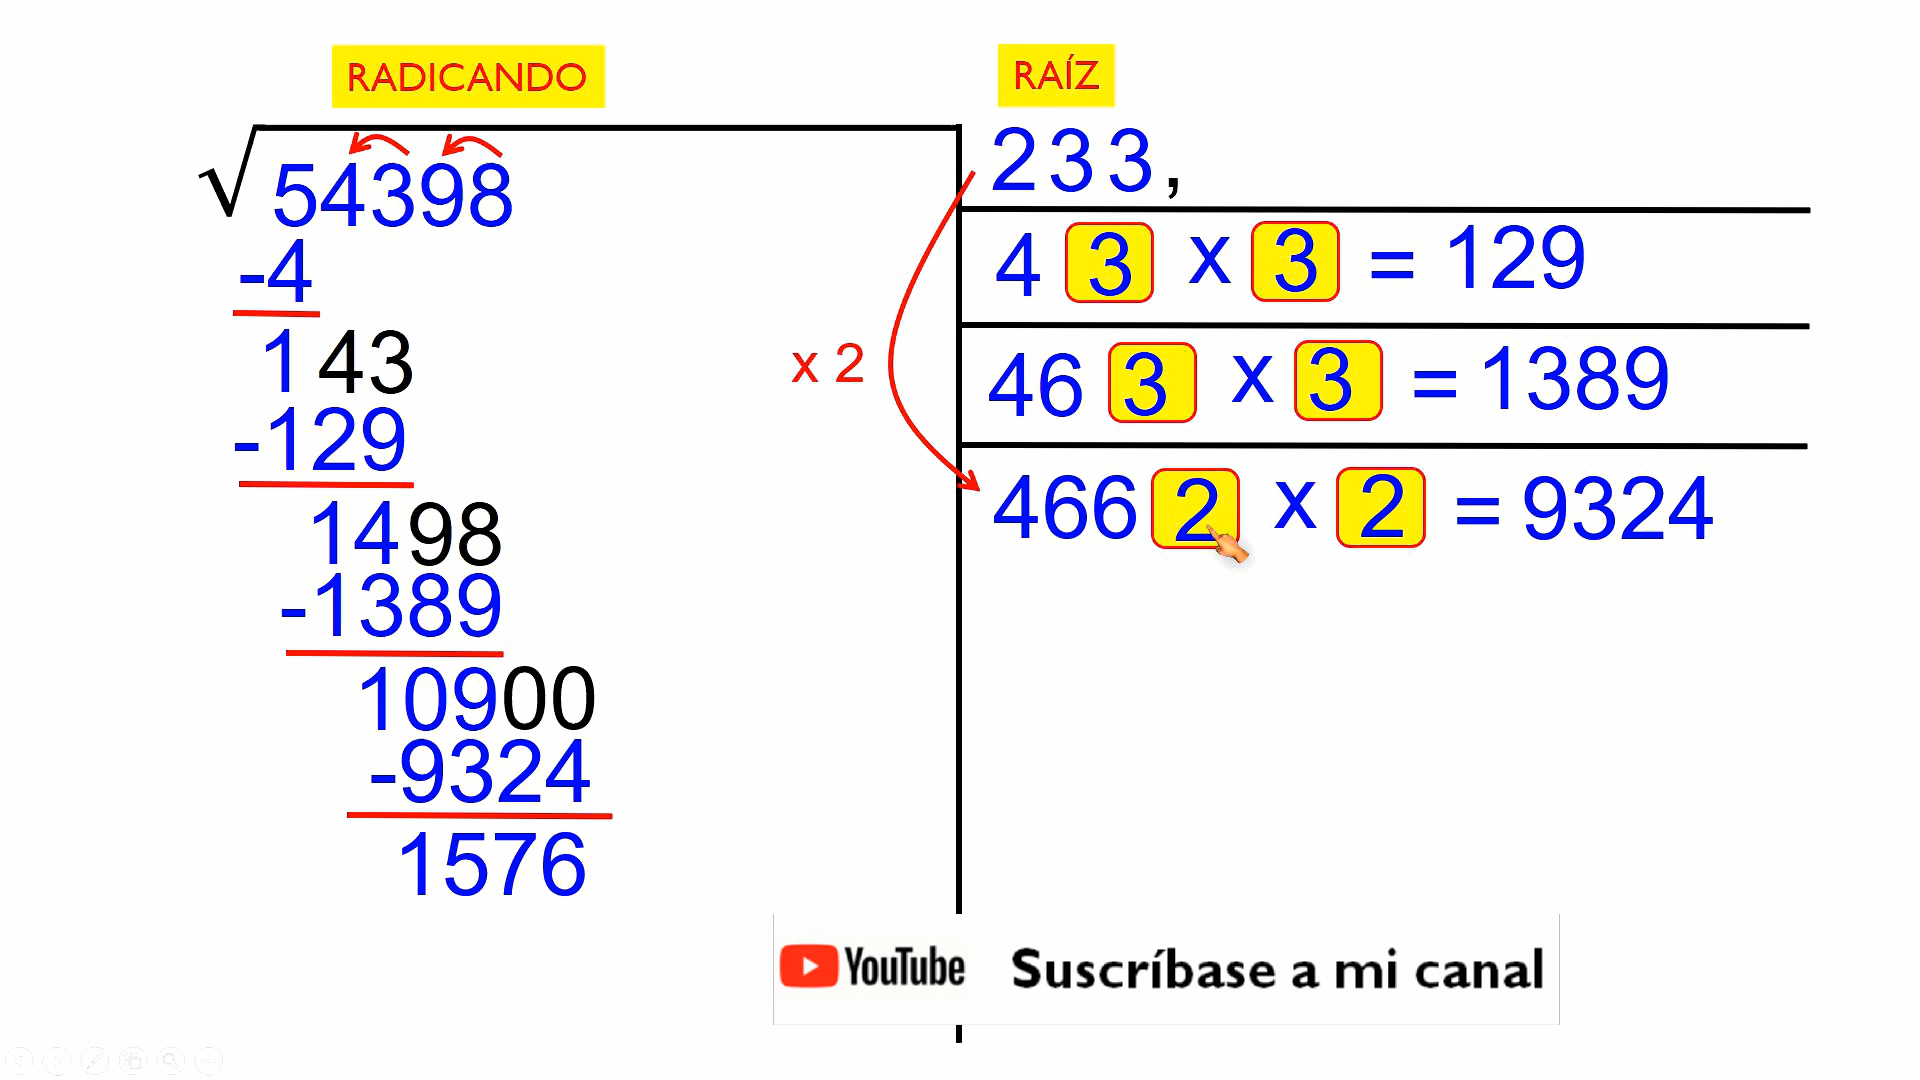 RADICANDO
RAÍZ
√54398
233,
-4
4 3 x 3 = 129
143
x 2
46 3 x 3 = 1389
-129
466 2 x 2 = 9324
1498
-1389
10900
-9324
1576
YouTube Suscríbase a mi canal